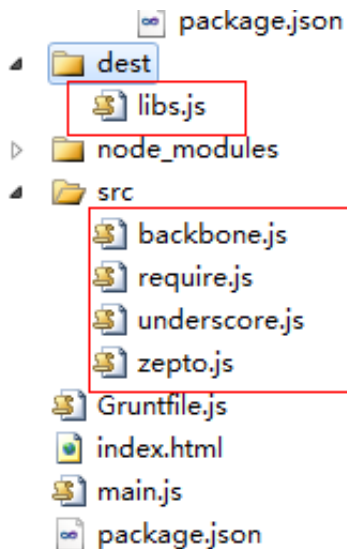 package.json
dest
libs.js
node_modules
src
backbone.js
require.js
underscore.js
zepto.js
Gruntfile.js
index.html
main.js
package.json